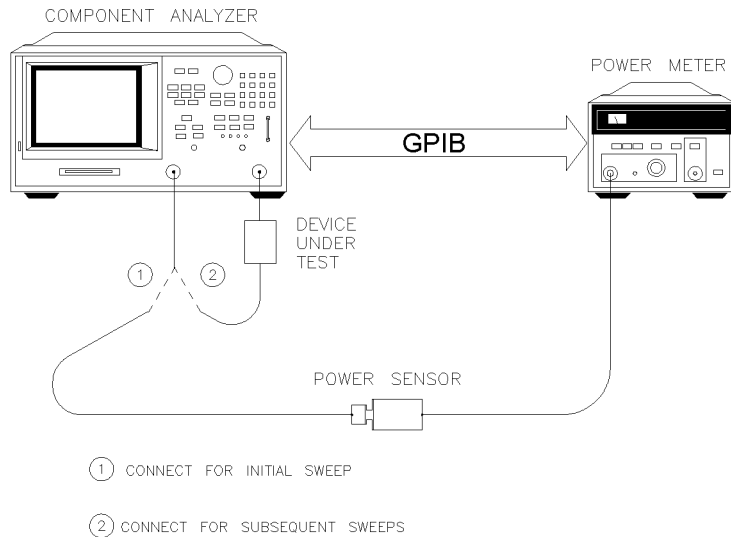 COMPONENT ANALYZER
POWER METER
GPIB
DEVICE
UNDER
TEST
1
2
POWER SENSOR
1 CONNECT FOR INITIAL SWEEP
2 CONNECT FOR SUBSEQUENT SWEEPS